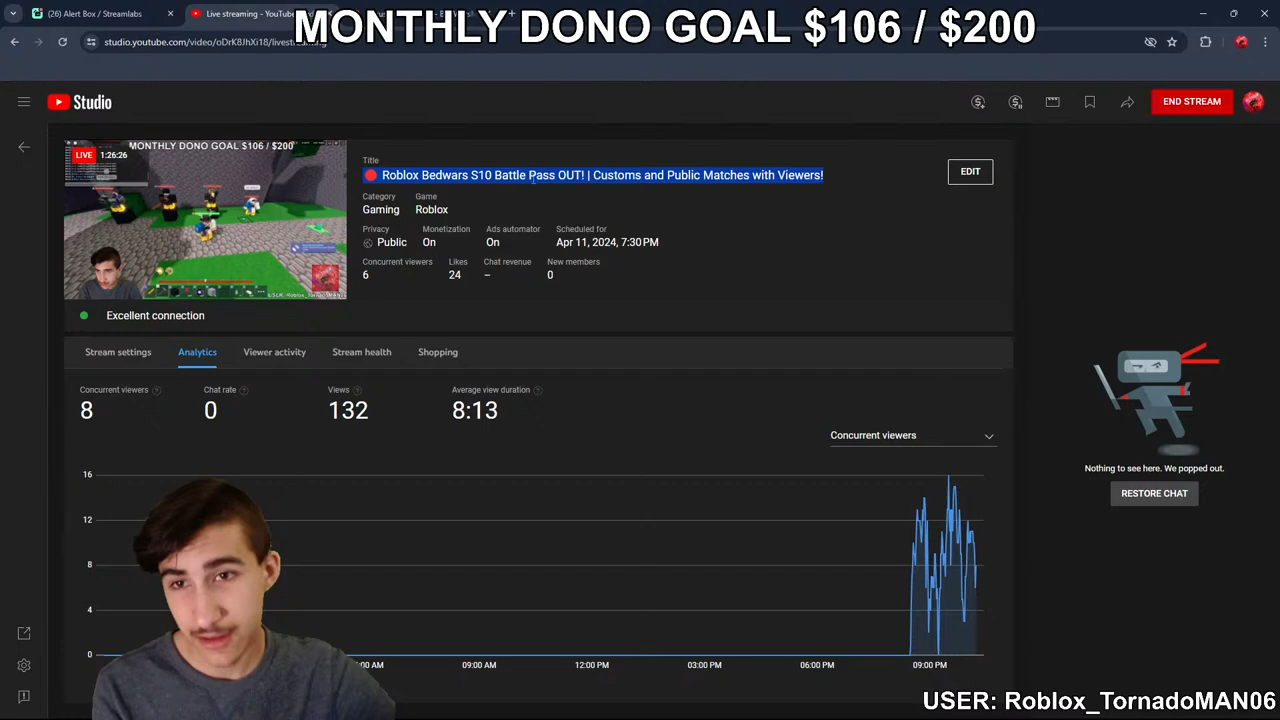 (26) Alert Box / Streamlabs
Live streaming - YouTube
MONTHLY DONO GOAL $106 / $200
studio.youtube.com/video/oDrK8JhXi18/livestreaming
Studio
END STREAM
MONTHLY DONO GOAL $106 / $200
LIVE 1:26:26
Title
Roblox Bedwars S10 Battle Pass OUT! | Customs and Public Matches with Viewers!
EDIT
Category Game
Gaming Roblox
Privacy Monetization Ads automator Scheduled for
Public On On Apr 11, 2024, 7:30 PM
Concurrent viewers Likes Chat revenue New members
6 24 – 0
Excellent connection
Stream settings Analytics Viewer activity Stream health Shopping
Concurrent viewers Chat rate Views Average view duration
8 0 132 8:13
Concurrent viewers
16
12
8
4
0
00 AM 09:00 AM 12:00 PM 03:00 PM 06:00 PM 09:00 PM
Nothing to see here. We popped out.
RESTORE CHAT
USER: Roblox_TornadoMAN06